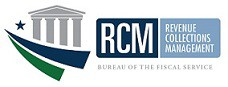 RCM
REVENUE
COLLECTIONS
MANAGEMENT
BUREAU OF THE FISCAL SERVICE